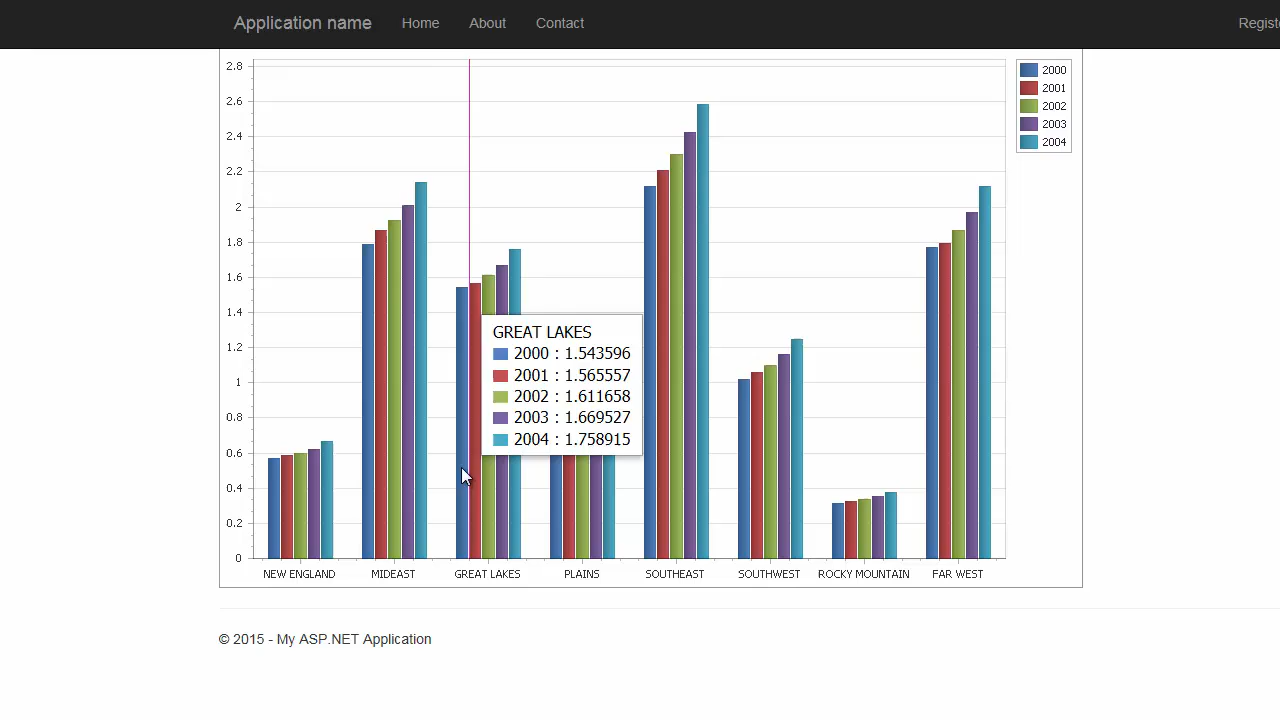 Application name Home About Contact Registe
2.8
2.6
2.4
2.2
2
1.8
1.6
1.4
1.2
1
0.8
0.6
0.4
0.2
0
2000
2001
2002
2003
2004
GREAT LAKES
2000 : 1.543596
2001 : 1.565557
2002 : 1.611658
2003 : 1.669527
2004 : 1.758915
NEW ENGLAND MIDEAST GREAT LAKES PLAINS SOUTHEAST SOUTHWEST ROCKY MOUNTAIN FAR WEST
© 2015 - My ASP.NET Application